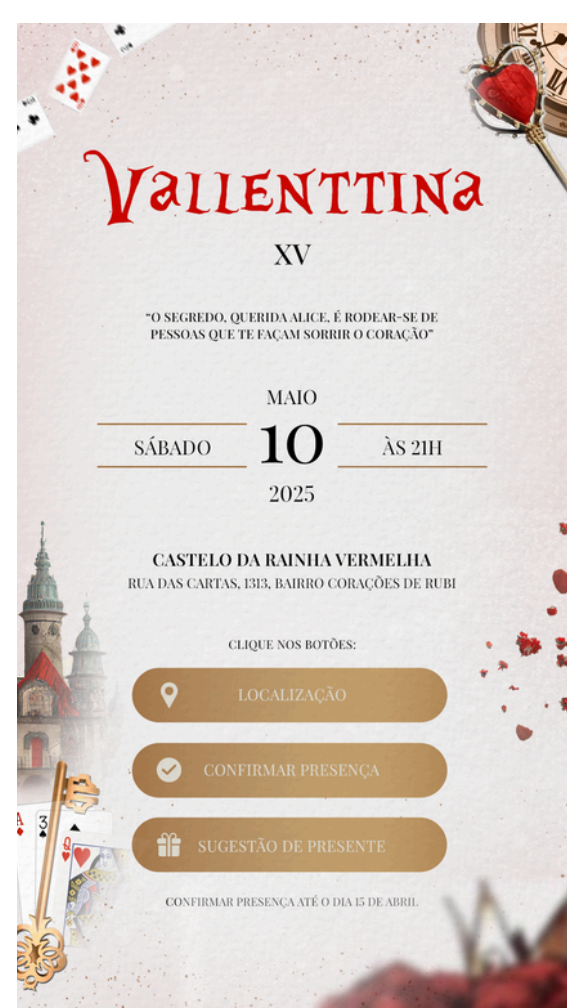 VaLLENTTINa
XV
"O SEGREDO, QUERIDA ALICE, É RODEAR-SE DE
PESSOAS QUE TE FAÇAM SORRIR O CORAÇÃO"
MAIO
SÁBADO 10 ÀS 21H
2025
CASTELO DA RAINHA VERMELHA
RUA DAS CARTAS, 1313, BAIRRO CORAÇÕES DE RUBI
CLIQUE NOS BOTÕES:
LOCALIZAÇÃO
CONFIRMAR PRESENÇA
A 3
Q
SUGESTÃO DE PRESENTE
CONFIRMAR PRESENÇA ATÉ O DIA 15 DE ABRIL